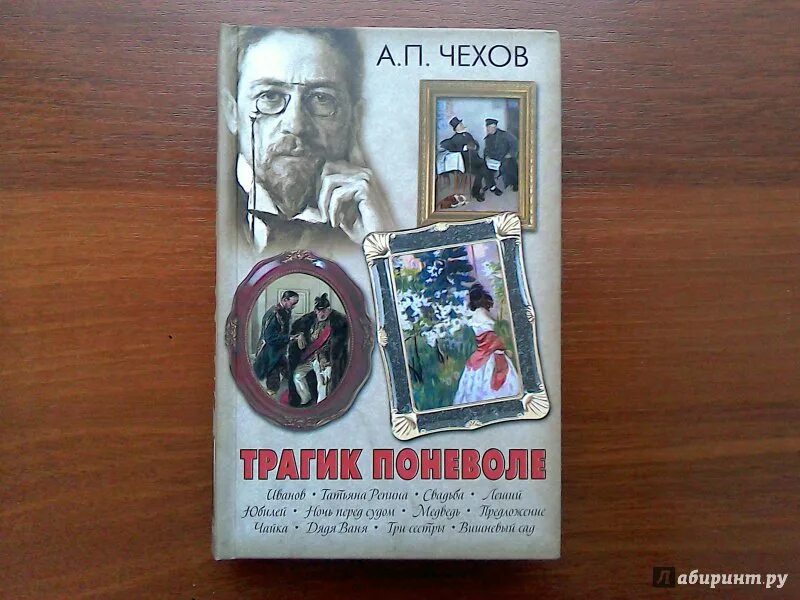 А.П. ЧЕХОВ
ТРАГИК ПОНЕВОЛЕ
Иванов • Татьяна Репина • Свадьба • Леший
Юбилей • Ночь перед судом • Медведь • Предложение
Чайка • Дядя Ваня • Три сестры • Вишневый сад
Лабиринт.ру